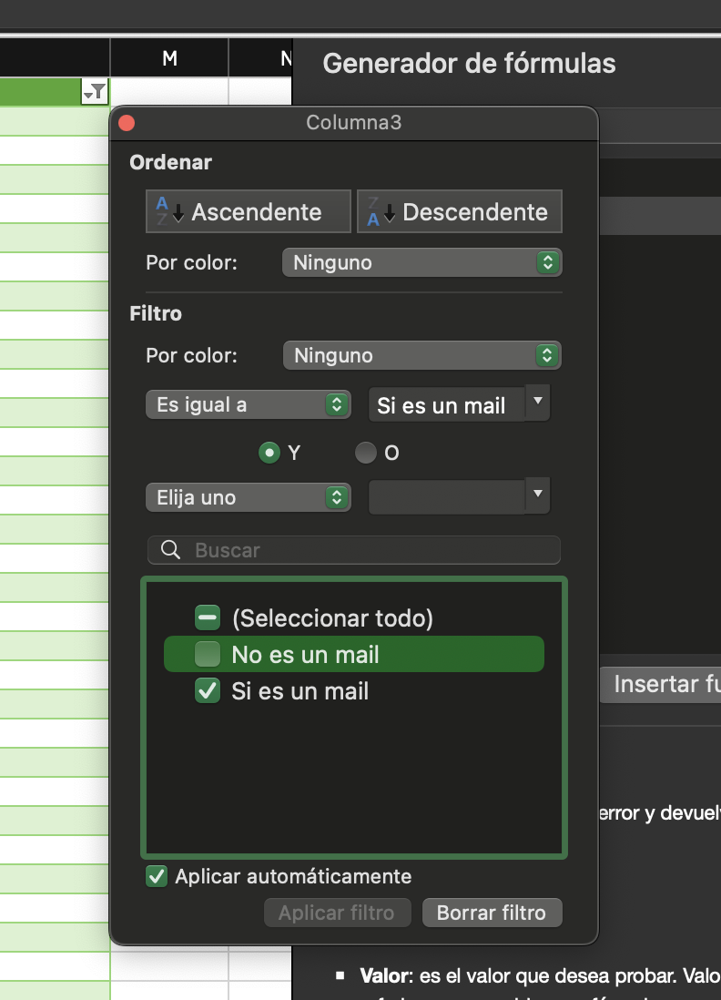 M
N
Generador de fórmulas
Columna3
Ordenar
A
Z
Ascendente
Z
A
Descendente
Por color:
Ninguno
Filtro
Por color:
Ninguno
Es igual a
Si es un mail
Y
O
Elija uno
Buscar
(Seleccionar todo)
No es un mail
Si es un mail
Insertar fu
error y devuelv
Aplicar automáticamente
Aplicar filtro
Borrar filtro
▪ Valor: es el valor que desea probar. Valo